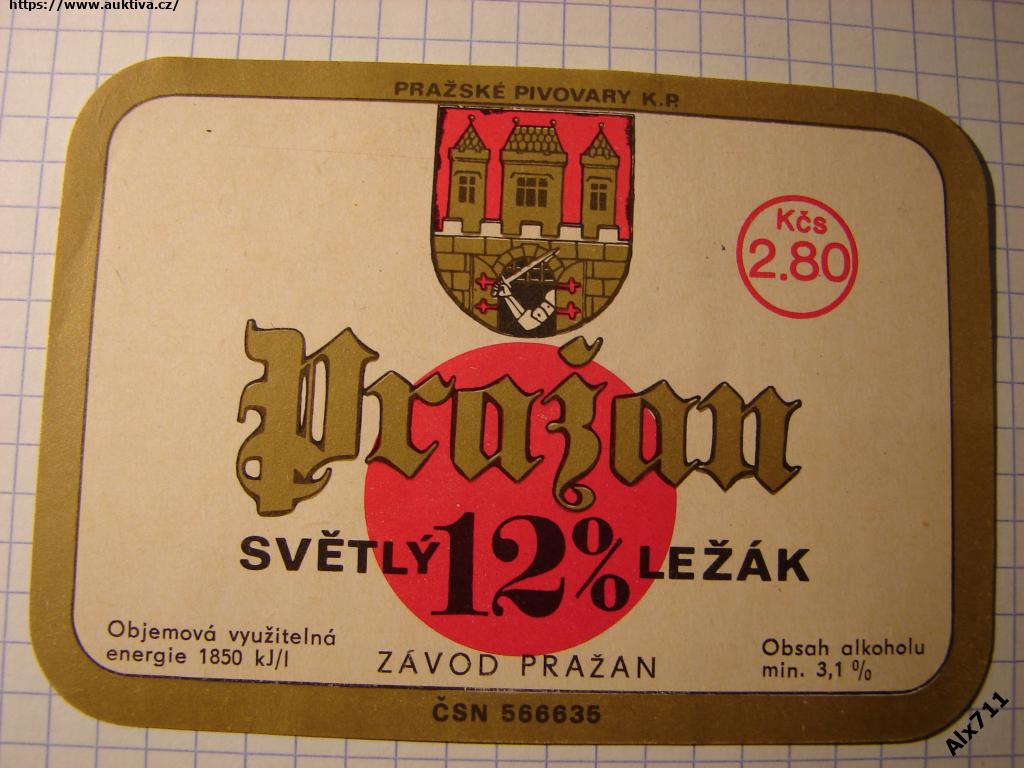 https://www.auktiva.cz/
PRAŽSKÉ PIVOVARY K.P.
Kčs
2.80
Pražan
SVĚTLÝ 12% LEŽÁK
Objemová využitelná
energie 1850 kJ/l
ZÁVOD PRAŽAN
Obsah alkoholu
min. 3,1 %
ČSN 566635
Alx711